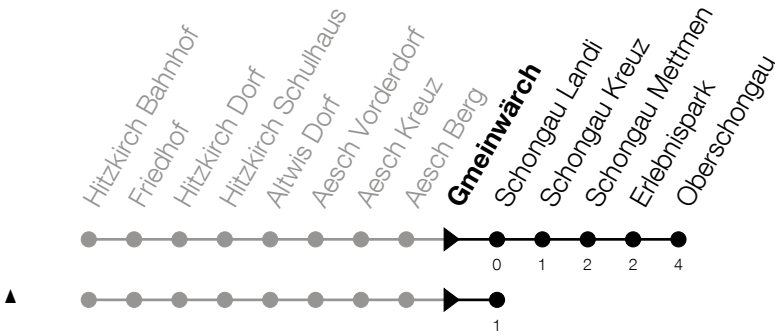 Hitzkirch Bahnhof
Friedhof
Hitzkirch Dorf
Hitzkirch Schulhaus
Altwis Dorf
Aesch Vorderdorf
Aesch Kreuz
Aesch Berg
Gmeinwärch
Schongau Landi
Schongau Kreuz
Schongau Mettmen
Erlebnispark
Oberschongau
0 1 2 2 4
1